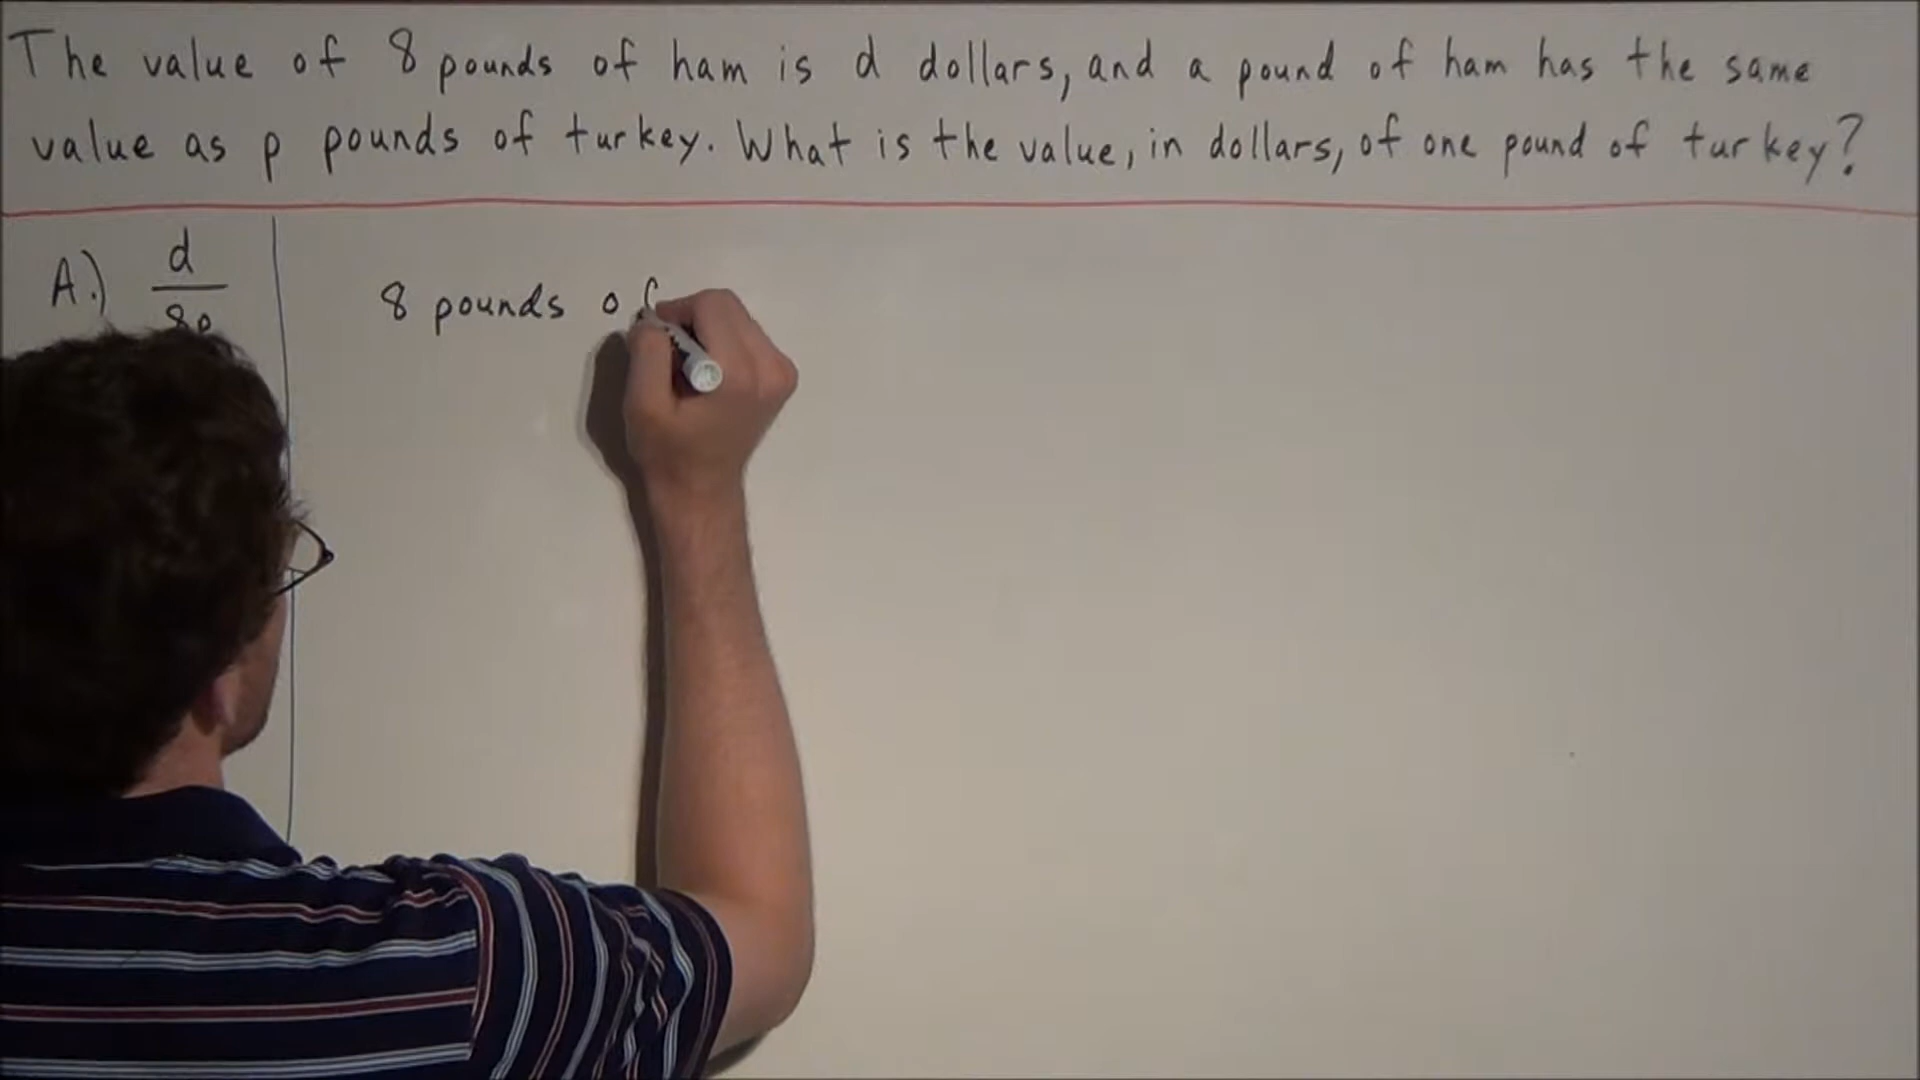 The value of 8 pounds of ham is d dollars, and a pound of ham has the same
value as p pounds of turkey. What is the value, in dollars, of one pound of turkey?
A.) d
8p
8 pounds of